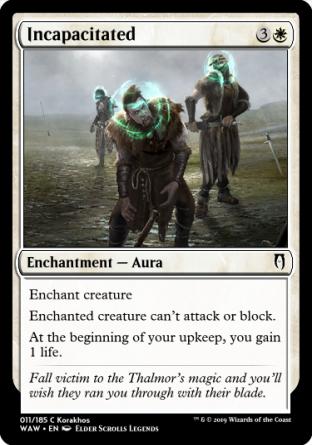 Incapacitated 3
Enchantment — Aura
Enchant creature
Enchanted creature can't attack or block.
At the beginning of your upkeep, you gain
1 life.
Fall victim to the Thalmor's magic and you'll
wish they ran you through with their blade.
011/185 C Korakhos
WAW • EN Elder Scrolls Legends
™ & © 2019 Wizards of the Coast